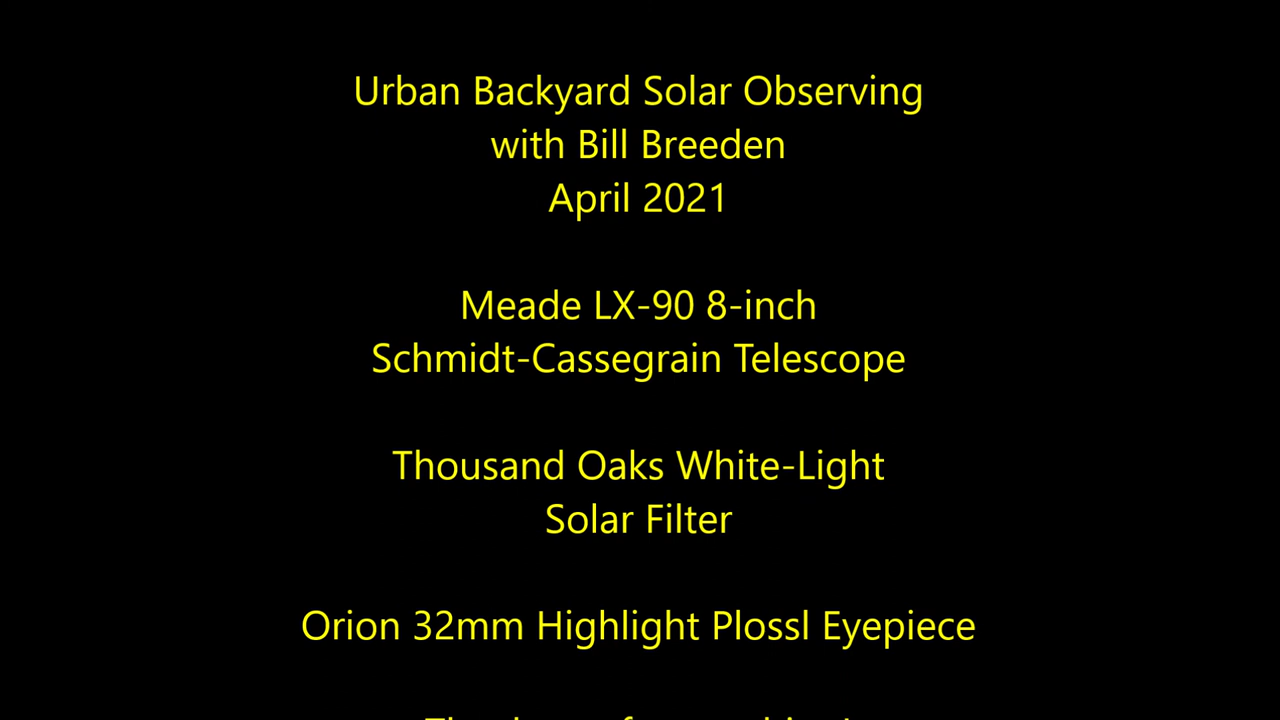 Urban Backyard Solar Observing
with Bill Breeden
April 2021
Meade LX-90 8-inch
Schmidt-Cassegrain Telescope
Thousand Oaks White-Light
Solar Filter
Orion 32mm Highlight Plossl Eyepiece